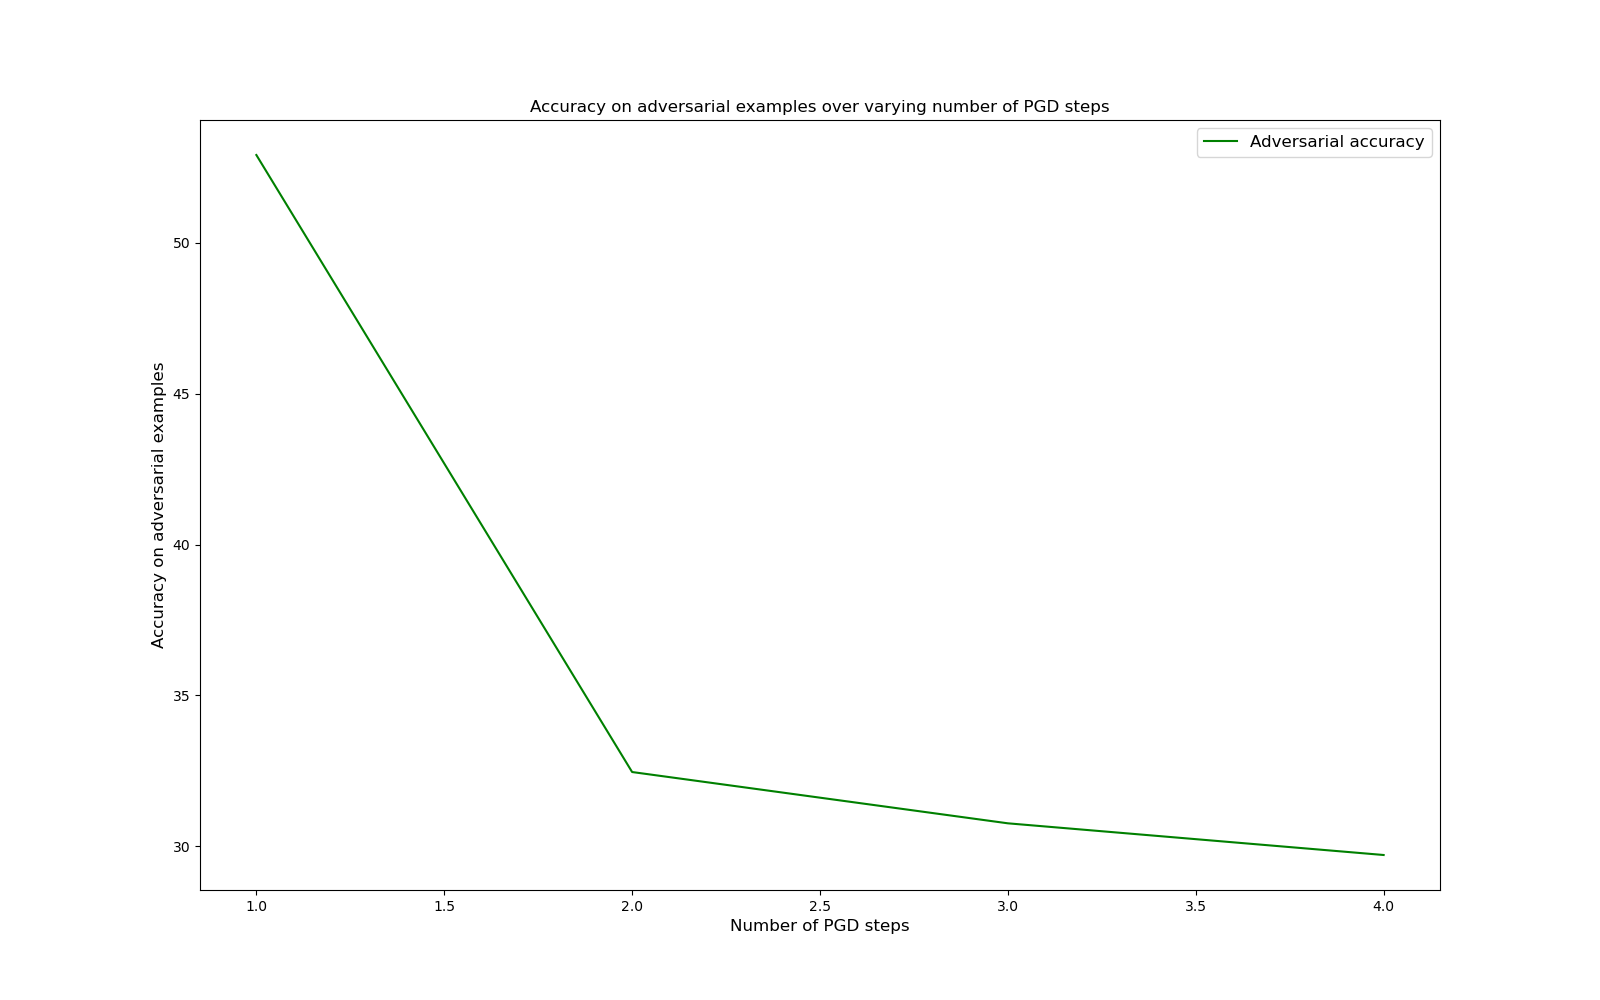 Accuracy on adversarial examples over varying number of PGD steps
Adversarial accuracy
Accuracy on adversarial examples
50
45
40
35
30
1.0 1.5 2.0 2.5 3.0 3.5 4.0
Number of PGD steps